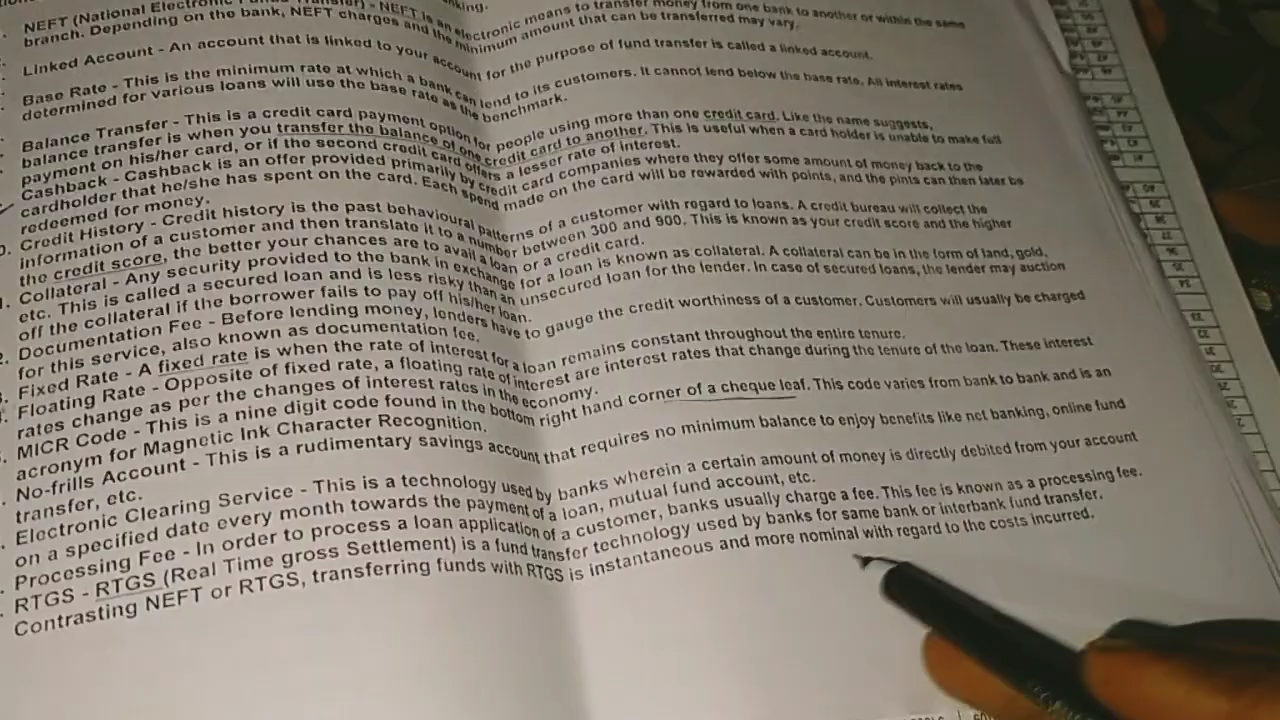 NEFT (National Electronic Transfer) - NEFT is an electronic means to transfer money from one bank to another or within the same
branch. Depending on the bank, NEFT charges and the minimum amount that can be transferred may vary.
Linked Account - An account that is linked to your account for the purpose of fund transfer is called a linked account.
Base Rate - This is the minimum rate at which a bank can lend to its customers. It cannot lend below the base rate. All interest rates
determined for various loans will use the base rate as the benchmark.
Balance Transfer - This is a credit card payment option for people using more than one credit card. Like the name suggests,
balance transfer is when you transfer the balance of one credit card to another. This is useful when a card holder is unable to make full
payment on his/her card, or if the second credit card offers a lesser rate of interest.
Cashback - Cashback is an offer provided primarily by credit card companies where they offer some amount of money back to the
cardholder that he/she has spent on the card. Each spend made on the card will be rewarded with points, and the pints can then later be
redeemed for money.
Credit History - Credit history is the past behavioural patterns of a customer with regard to loans. A credit bureau will collect the
information of a customer and then translate it to a number between 300 and 900. This is known as your credit score and the higher
the credit score, the better your chances are to avail a loan or a credit card.
Collateral - Any security provided to the bank in exchange for a loan is known as collateral. A collateral can be in the form of land, gold,
etc. This is called a secured loan and is less risky than an unsecured loan for the lender. In case of secured loans, the lender may auction
off the collateral if the borrower fails to pay off his/her loan.
Documentation Fee - Before lending money, lenders have to gauge the credit worthiness of a customer. Customers will usually be charged
for this service, also known as documentation fee.
Fixed Rate - A fixed rate is when the rate of interest for a loan remains constant throughout the entire tenure.
Floating Rate - Opposite of fixed rate, a floating rate of interest are interest rates that change during the tenure of the loan. These interest
rates change as per the changes of interest rates in the economy.
MICR Code - This is a nine digit code found in the bottom right hand corner of a cheque leaf. This code varies from bank to bank and is an
acronym for Magnetic Ink Character Recognition.
No-frills Account - This is a rudimentary savings account that requires no minimum balance to enjoy benefits like net banking, online fund
transfer, etc.
Electronic Clearing Service - This is a technology used by banks wherein a certain amount of money is directly debited from your account
on a specified date every month towards the payment of a loan, mutual fund account, etc.
Processing Fee - In order to process a loan application of a customer, banks usually charge a fee. This fee is known as a processing fee.
RTGS - RTGS (Real Time gross Settlement) is a fund transfer technology used by banks for same bank or interbank fund transfer.
Contrasting NEFT or RTGS, transferring funds with RTGS is instantaneous and more nominal with regard to the costs incurred.